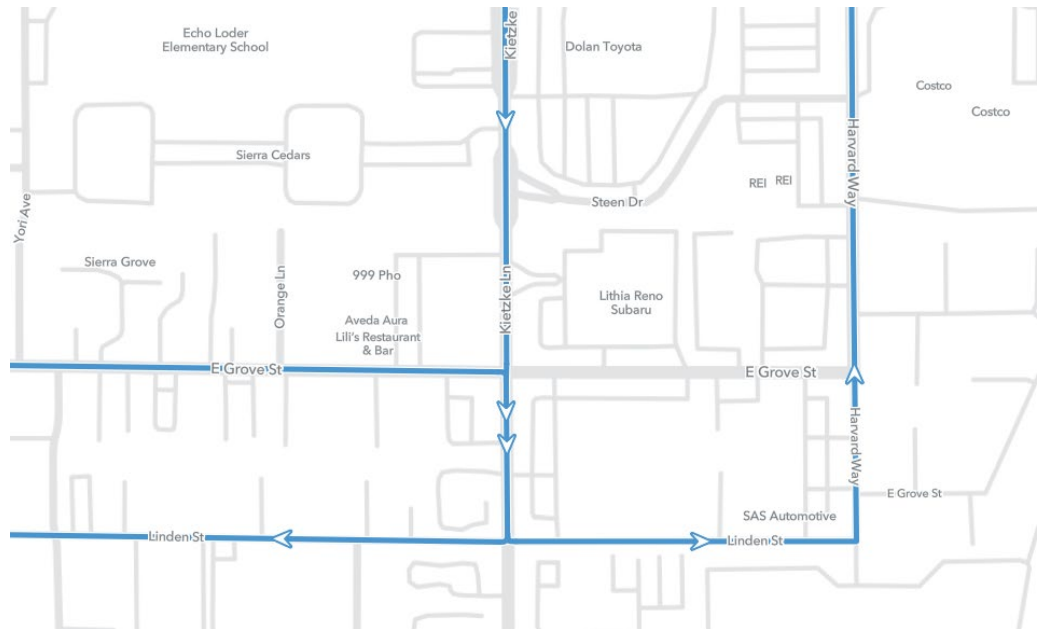 Echo Loder
Elementary School
Kietzke
Dolan Toyota
Costco
Costco
Harvard Way
Sierra Cedars
REI
REI
Steen Dr
Yori Ave
Sierra Grove
Orange Ln
999 Pho
Kietzke Ln
Lithia Reno
Subaru
Aveda Aura
Lili's Restaurant
& Bar
E Grove St
E Grove St
Harvard Way
E Grove St
SAS Automotive
Linden St
Linden St